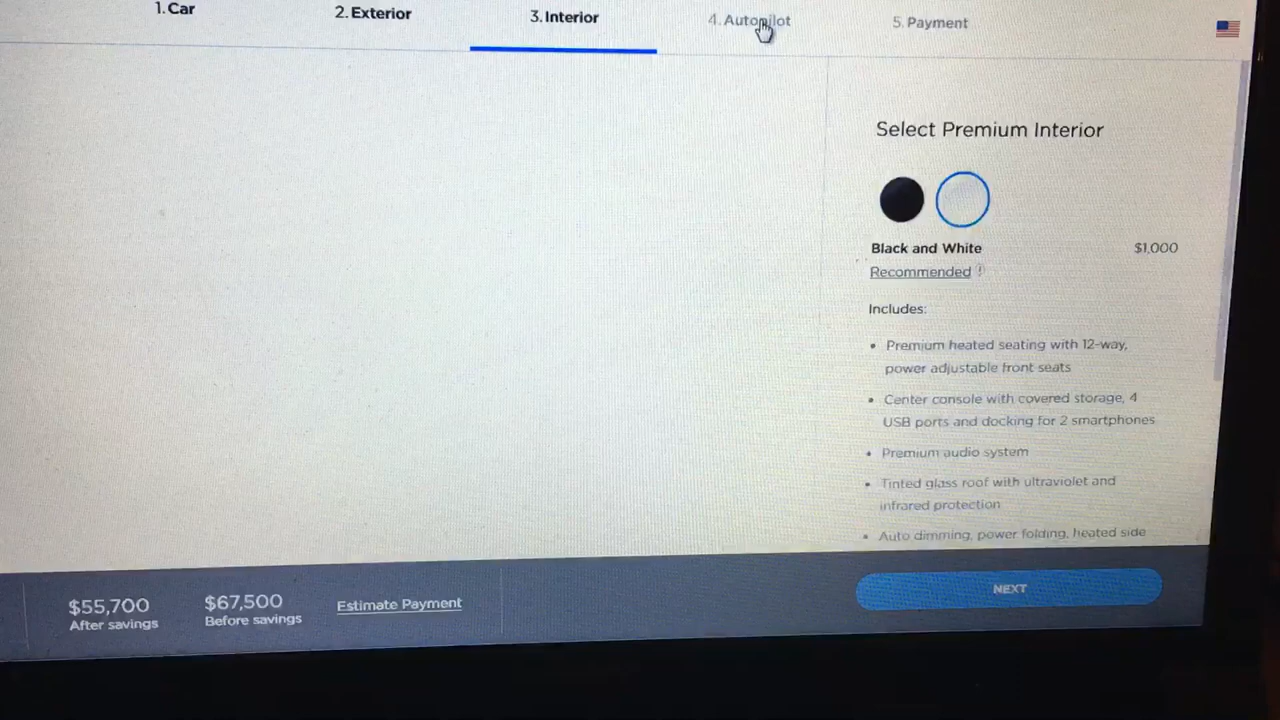 1. Car
2. Exterior
3. Interior
4. Autopilot
5. Payment
Select Premium Interior
Black and White
$1,000
Recommended
Includes:
• Premium heated seating with 12-way,
power adjustable front seats
• Center console with covered storage, 4
USB ports and docking for 2 smartphones
• Premium audio system
• Tinted glass roof with ultraviolet and
infrared protection
• Auto dimming, power folding, heated side
$55,700
After savings
$67,500
Before savings
Estimate Payment
NEXT